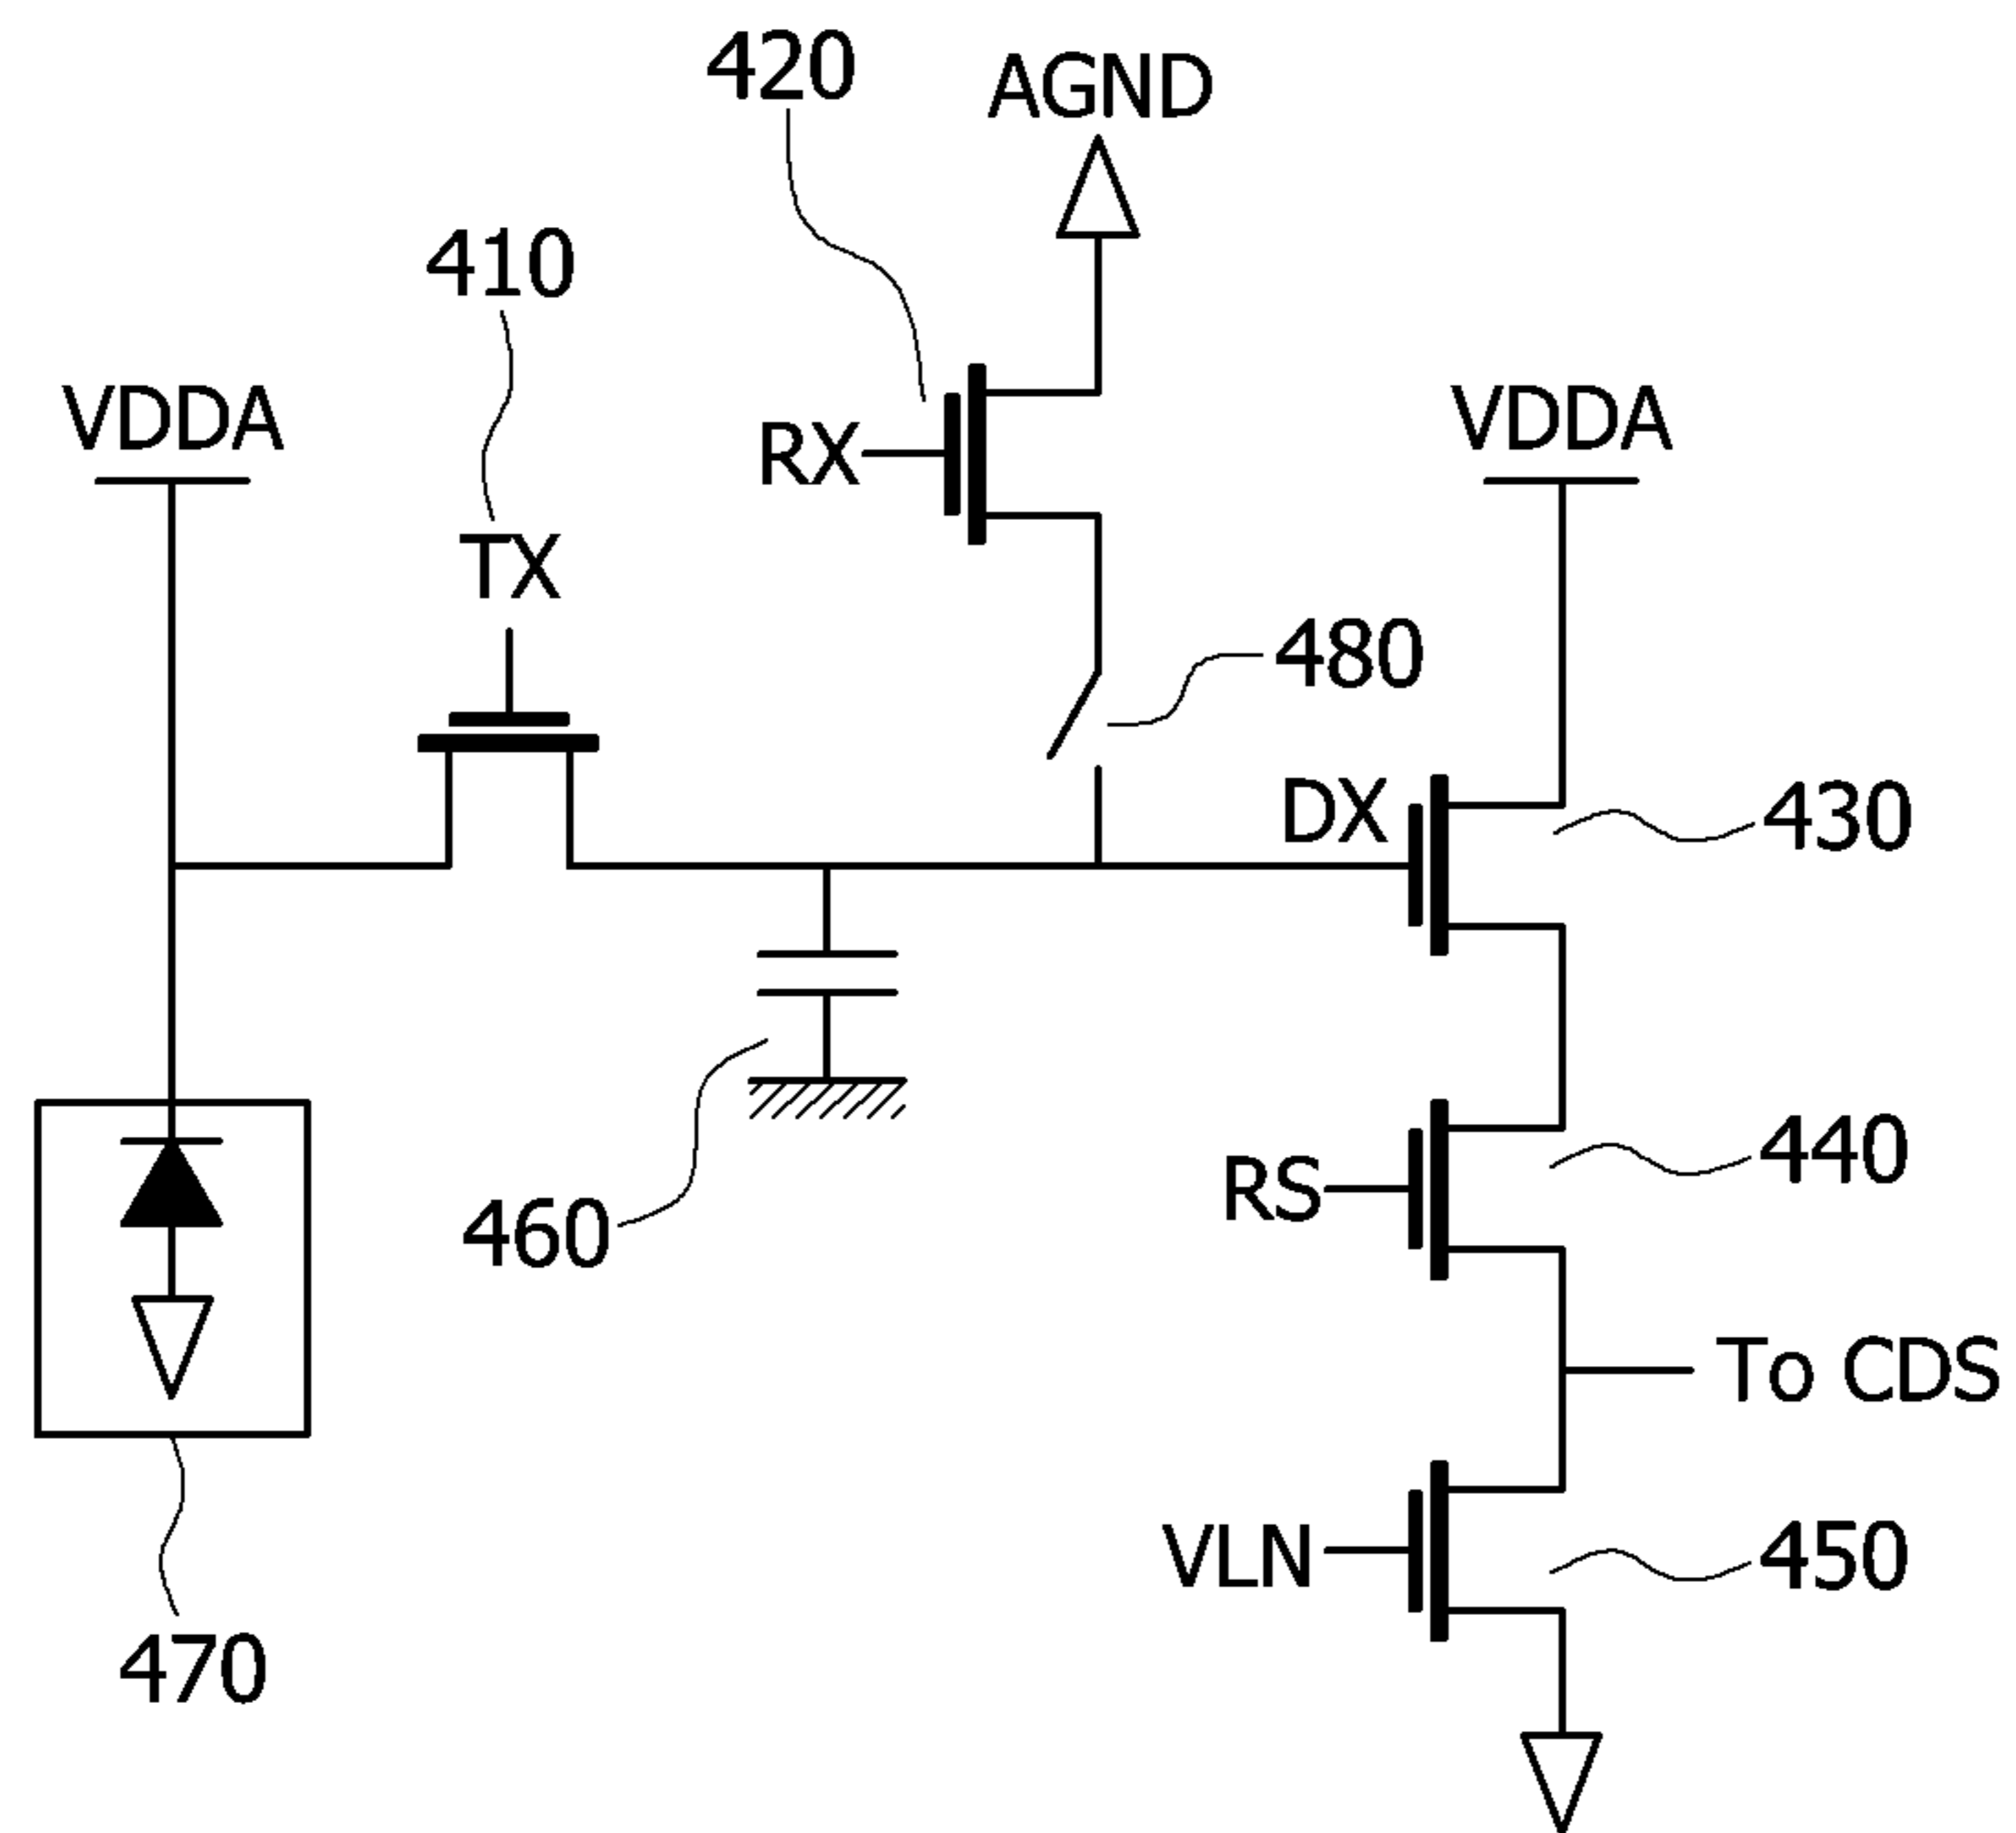 420
AGND
410
VDDA
RX
VDDA
TX
480
DX
430
460
RS
440
To CDS
VLN
450
470